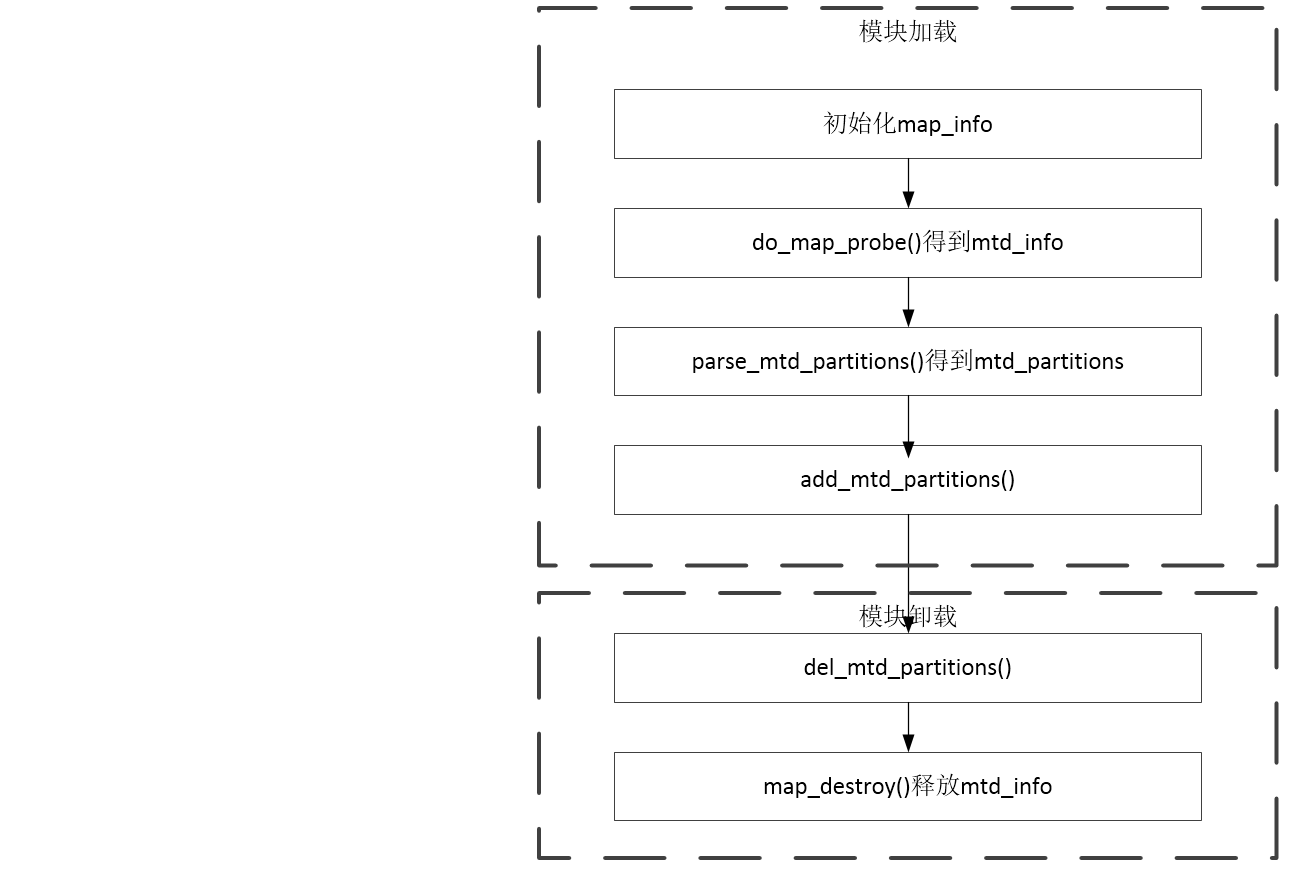 模块加载
初始化map_info
do_map_probe()得到mtd_info
parse_mtd_partitions()得到mtd_partitions
add_mtd_partitions()
模块卸载
del_mtd_partitions()
map_destroy()释放mtd_info